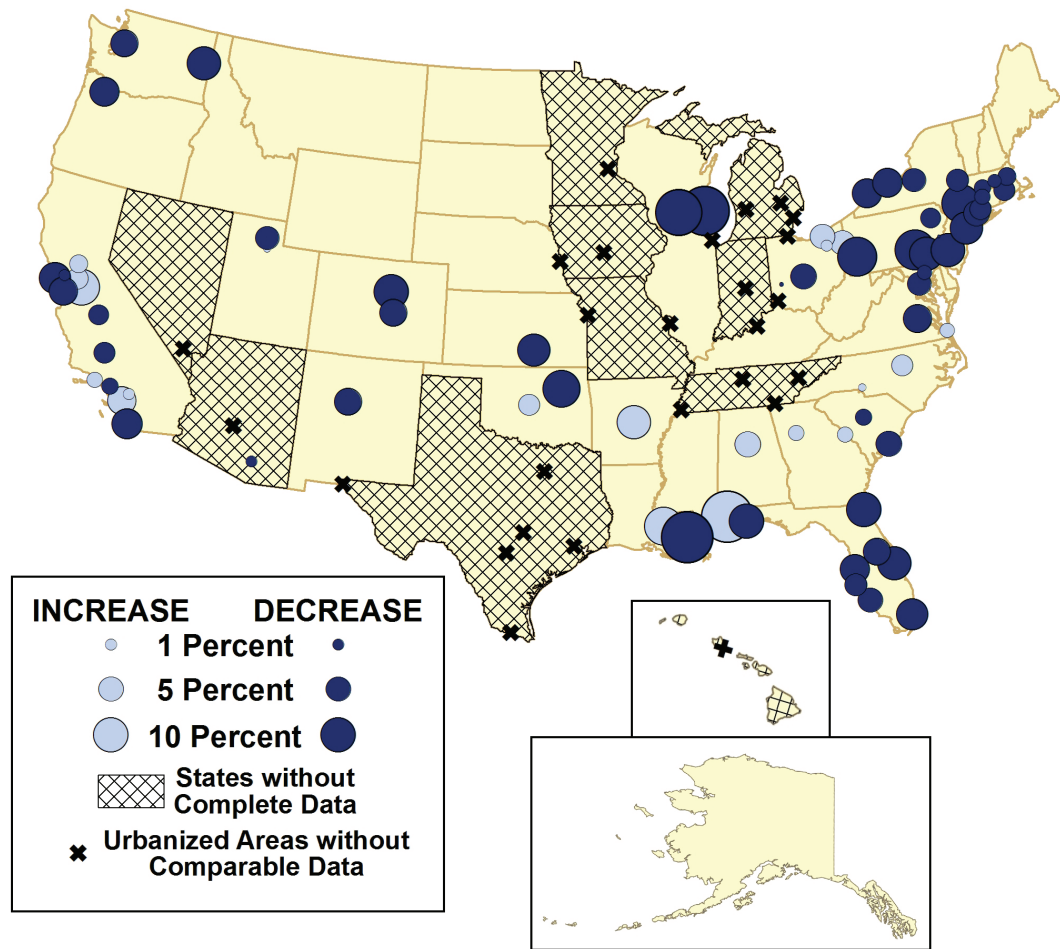 INCREASE DECREASE
1 Percent
5 Percent
10 Percent
States without
Complete Data
Urbanized Areas without
Comparable Data